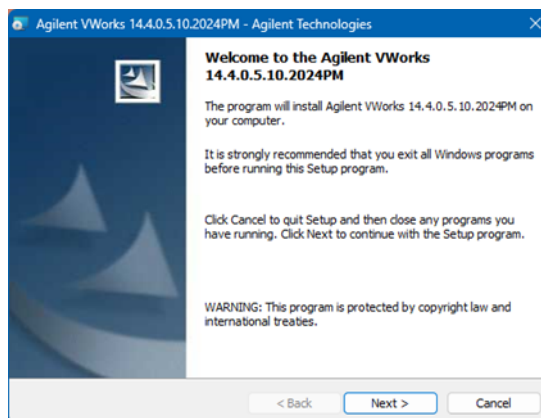 Agilent VWorks 14.4.0.5.10.2024PM - Agilent Technologies
Welcome to the Agilent VWorks
14.4.0.5.10.2024PM
The program will install Agilent VWorks 14.4.0.5.10.2024PM on
your computer.
It is strongly recommended that you exit all Windows programs
before running this Setup program.
Click Cancel to quit Setup and then close any programs you
have running. Click Next to continue with the Setup program.
WARNING: This program is protected by copyright law and
international treaties.
< Back
Next >
Cancel